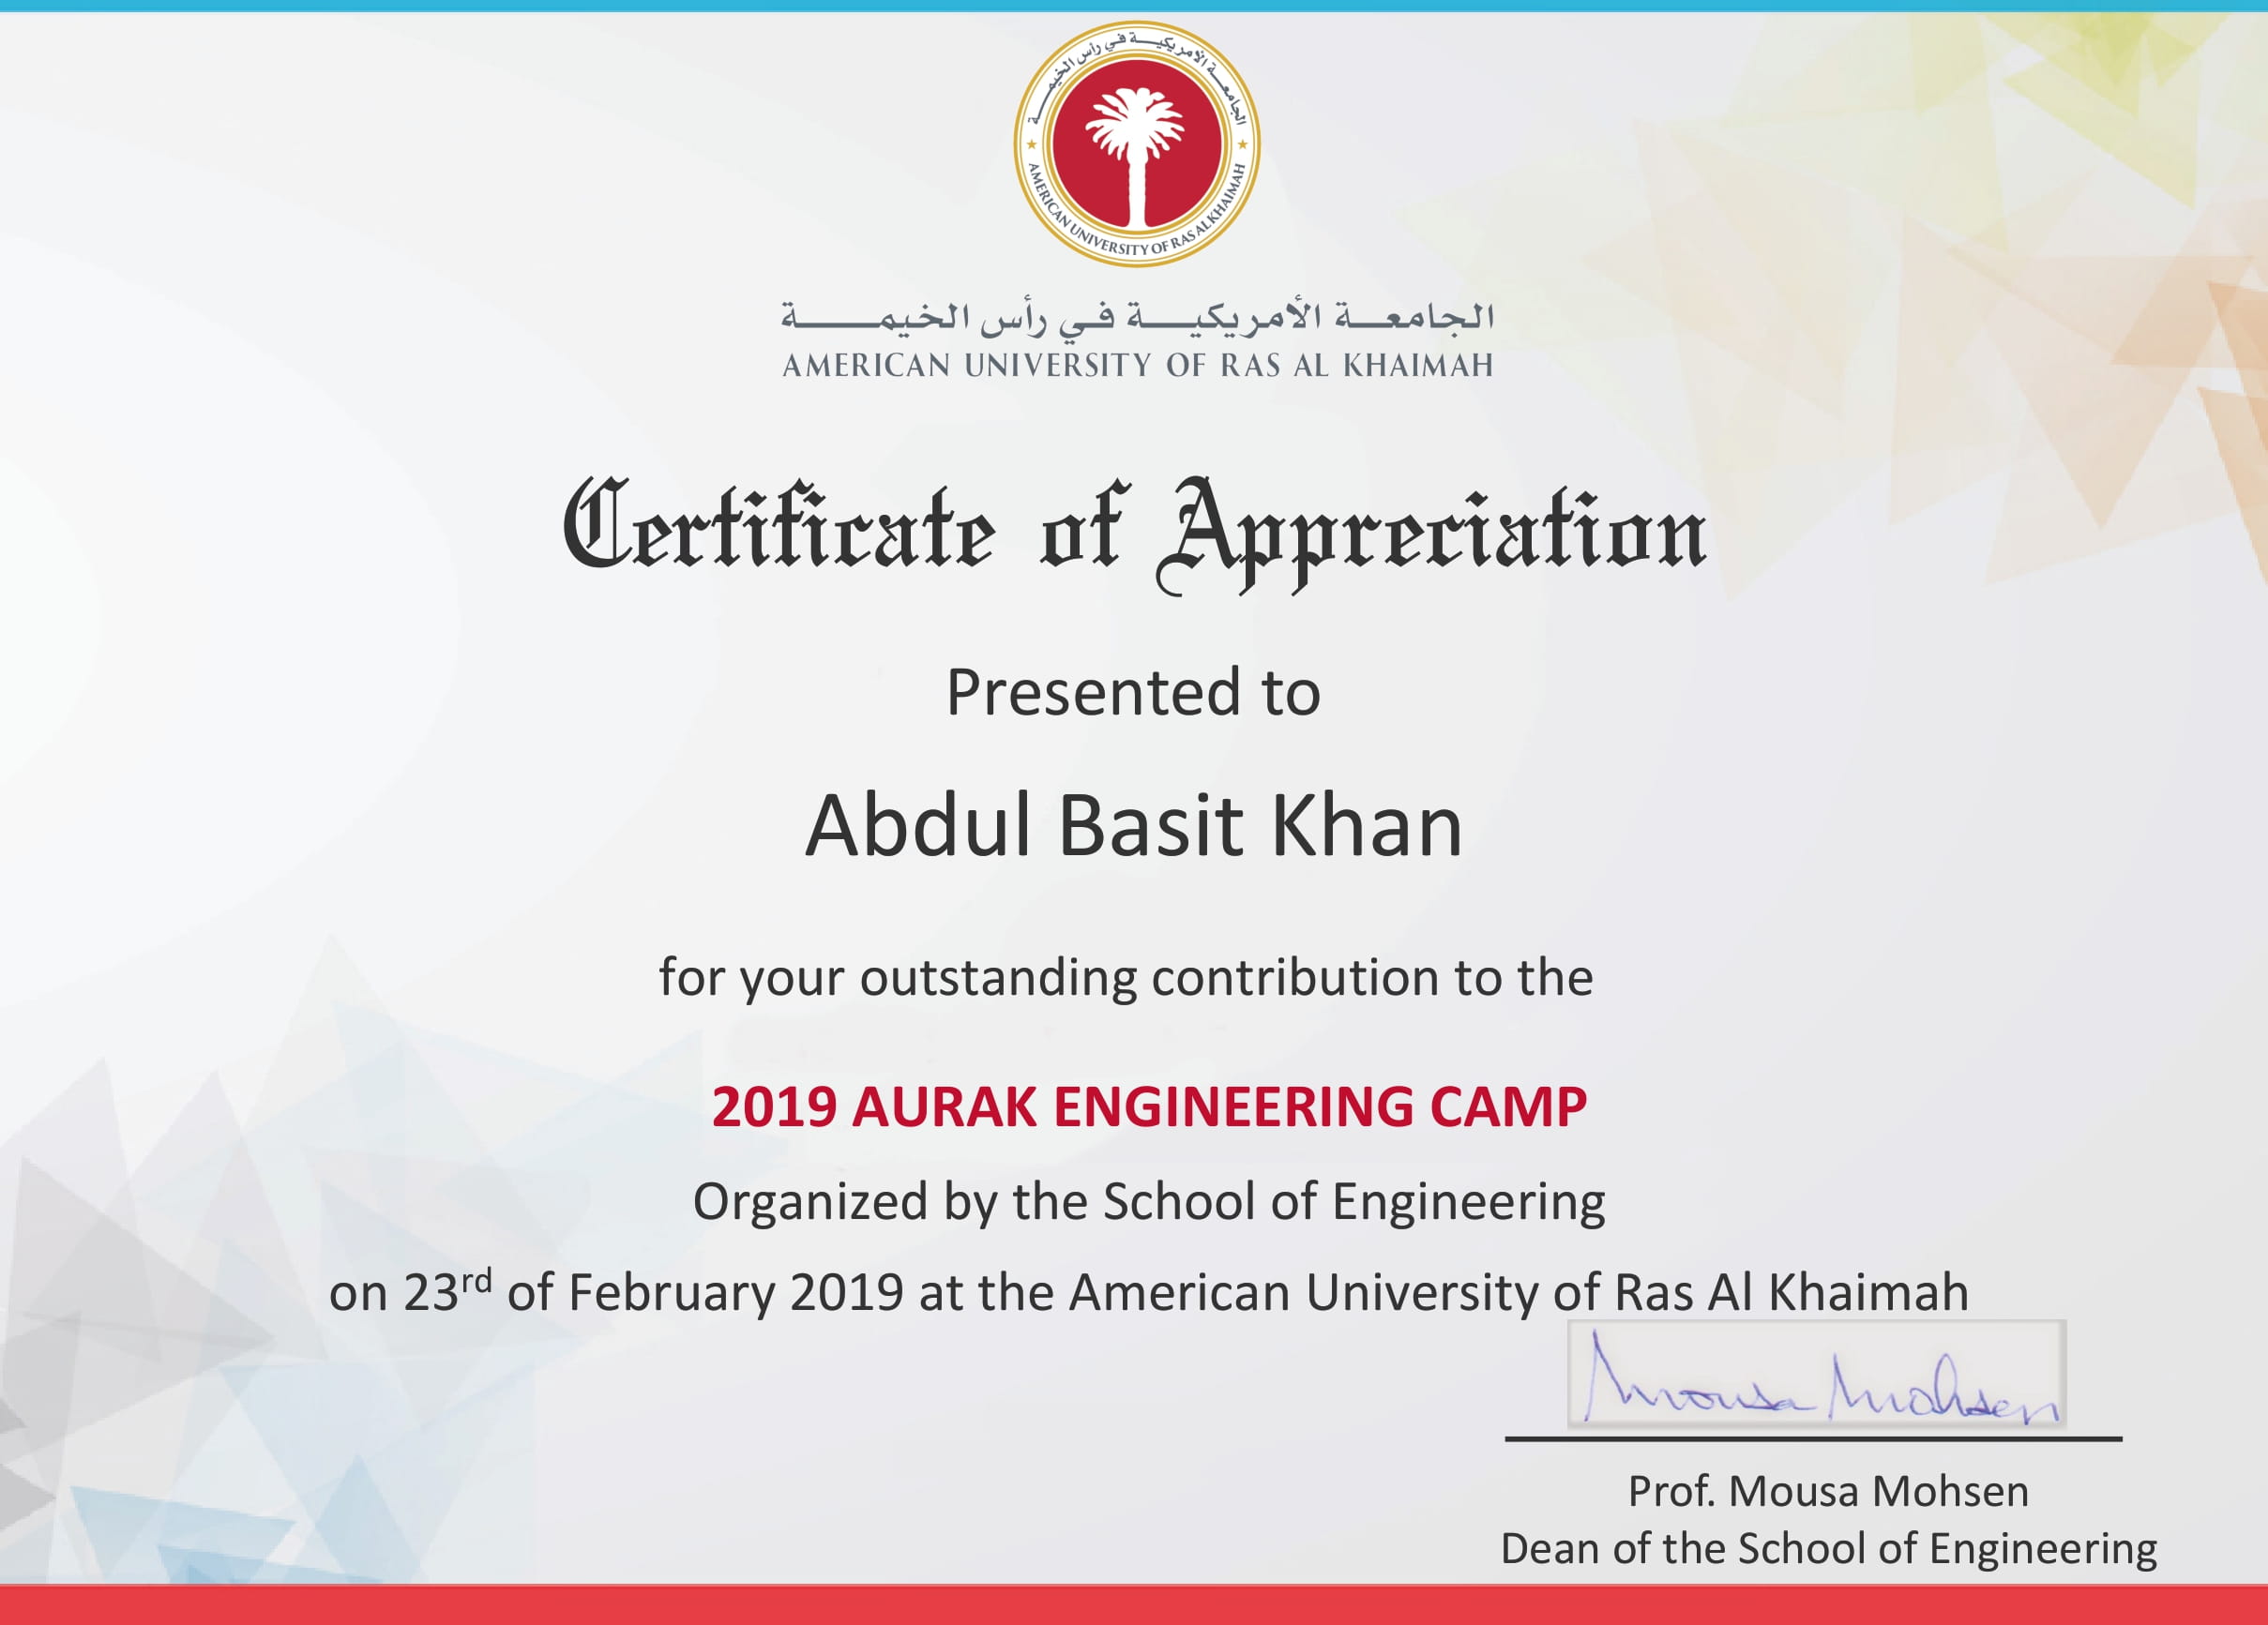 الجامعة الأمريكية في رأس الخيمة
AMERICAN UNIVERSITY OF RAS AL KHAIMAH
الجامعة الأمريكية في رأس الخيمة
AMERICAN UNIVERSITY OF RAS AL KHAIMAH
Certificate of Appreciation
Presented to
Abdul Basit Khan
for your outstanding contribution to the
2019 AURAK ENGINEERING CAMP
Organized by the School of Engineering
on 23rd of February 2019 at the American University of Ras Al Khaimah
Mousa Mohsen
Prof. Mousa Mohsen
Dean of the School of Engineering